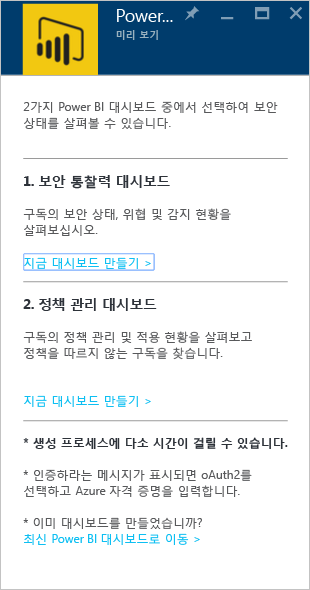 Power...
미리 보기
2가지 Power BI 대시보드 중에서 선택하여 보안
상태를 살펴볼 수 있습니다.
1. 보안 통찰력 대시보드
구독의 보안 상태, 위협 및 감지 현황을
살펴보십시오.
지금 대시보드 만들기 >
2. 정책 관리 대시보드
구독의 정책 관리 및 적용 현황을 살펴보고
정책을 따르지 않는 구독을 찾습니다.
지금 대시보드 만들기 >
* 생성 프로세스에 다소 시간이 걸릴 수 있습니다.
* 인증하라는 메시지가 표시되면 oAuth2를
선택하고 Azure 자격 증명을 입력합니다.
* 이미 대시보드를 만들었습니까?
최신 Power BI 대시보드로 이동 >